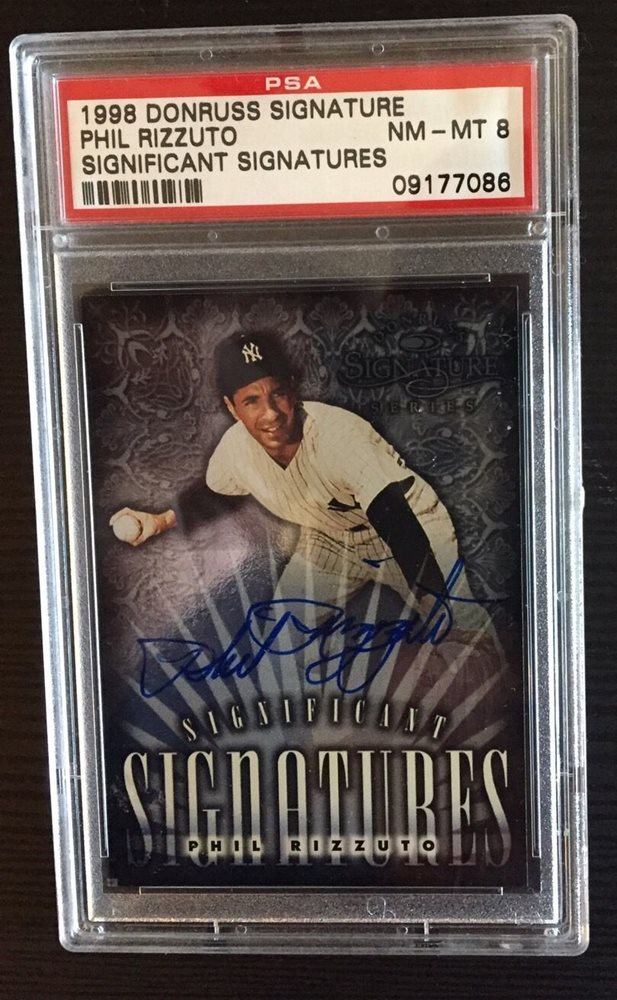 PSA
1998 DONRUSS SIGNATURE
PHIL RIZZUTO NM-MT 8
SIGNIFICANT SIGNATURES
09177086
NY
SIGNATURE
SERIES
Phil Rizzuto
SIGNIFICANT
SIGNATURES
PHIL RIZZUTO